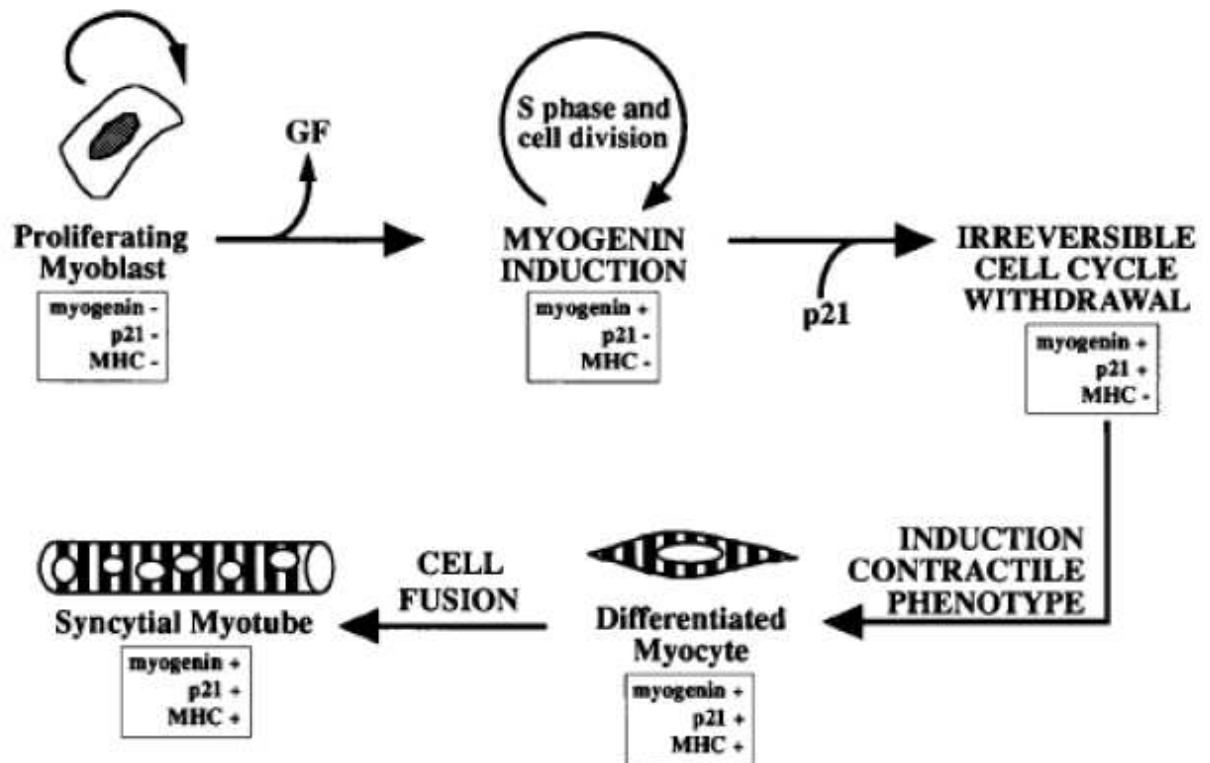 GF
S phase and
cell division
Proliferating
Myoblast
myogenin -
p21 -
MHC -
MYOGENIN
INDUCTION
myogenin +
p21 -
MHC -
p21
IRREVERSIBLE
CELL CYCLE
WITHDRAWAL
myogenin +
p21 +
MHC -
INDUCTION
CONTRACTILE
PHENOTYPE
Differentiated
Myocyte
myogenin +
p21 +
MHC +
CELL
FUSION
Syncytial Myotube
myogenin +
p21 +
MHC +